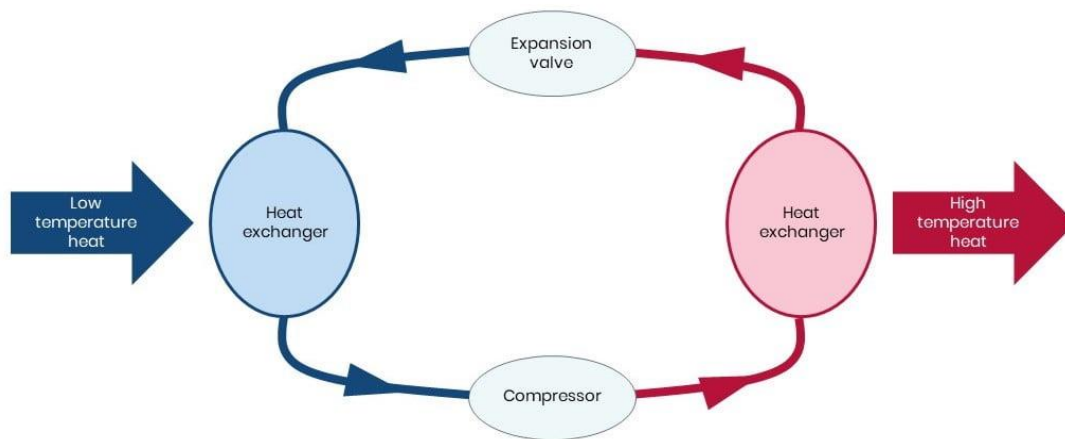 Expansion
valve
Low
temperature
heat
Heat
exchanger
Heat
exchanger
High
temperature
heat
Compressor